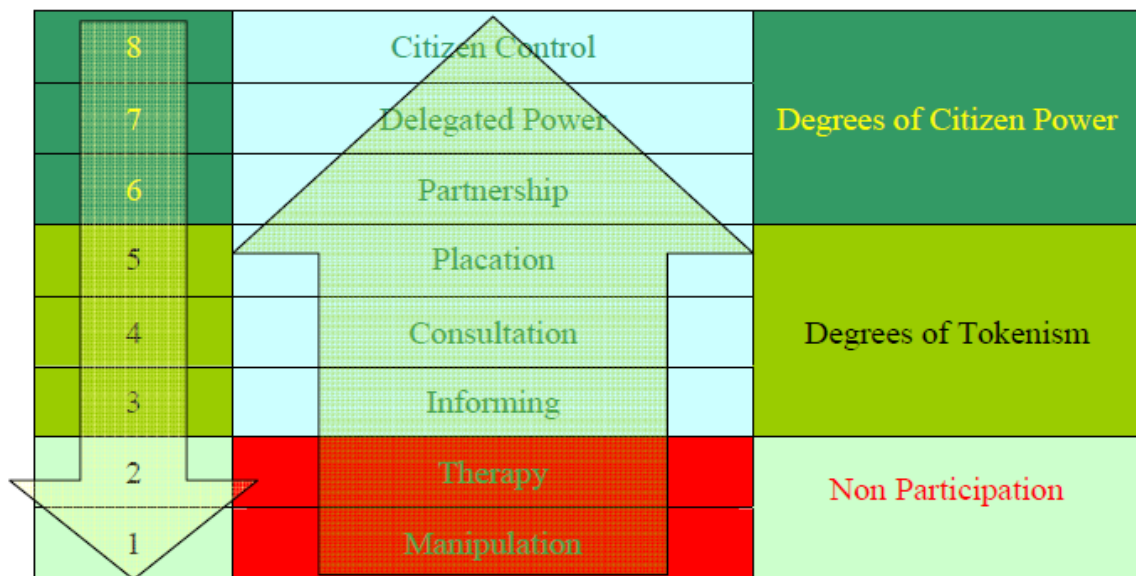 8 Citizen Control
7 Delegated Power Degrees of Citizen Power
6 Partnership
5 Placation
4 Consultation Degrees of Tokenism
3 Informing
2 Therapy
Non Participation
1 Manipulation